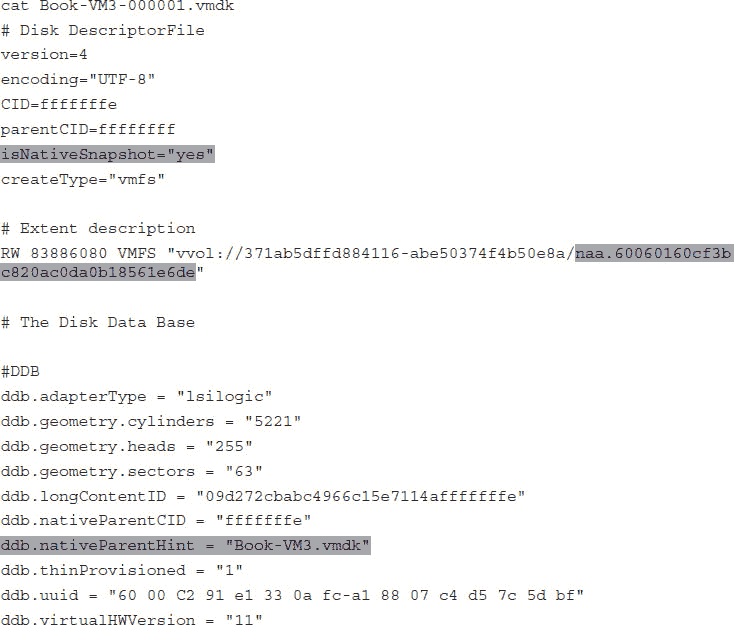 cat Book-VM3-000001.vmdk
# Disk DescriptorFile
version=4
encoding="UTF-8"
CID=fffffffe
parentCID=ffffffff
isNativeSnapshot="yes"
createType="vmfs"
# Extent description
RW 83886080 VMFS "vvol://371ab5dffd884116-abe50374f4b50e8a/naa.60060160cf3b
c820ac0da0b18561e6de"
# The Disk Data Base
#DDB
ddb.adapterType = "lsilogic"
ddb.geometry.cylinders = "5221"
ddb.geometry.heads = "255"
ddb.geometry.sectors = "63"
ddb.longContentID = "09d272cbabc4966c15e7114afffffffe"
ddb.nativeParentCID = "fffffffe"
ddb.nativeParentHint = "Book-VM3.vmdk"
ddb.thinProvisioned = "1"
ddb.uuid = "60 00 C2 91 e1 33 0a fc-a1 88 07 c4 d5 7c 5d bf"
ddb.virtualHWVersion = "11"